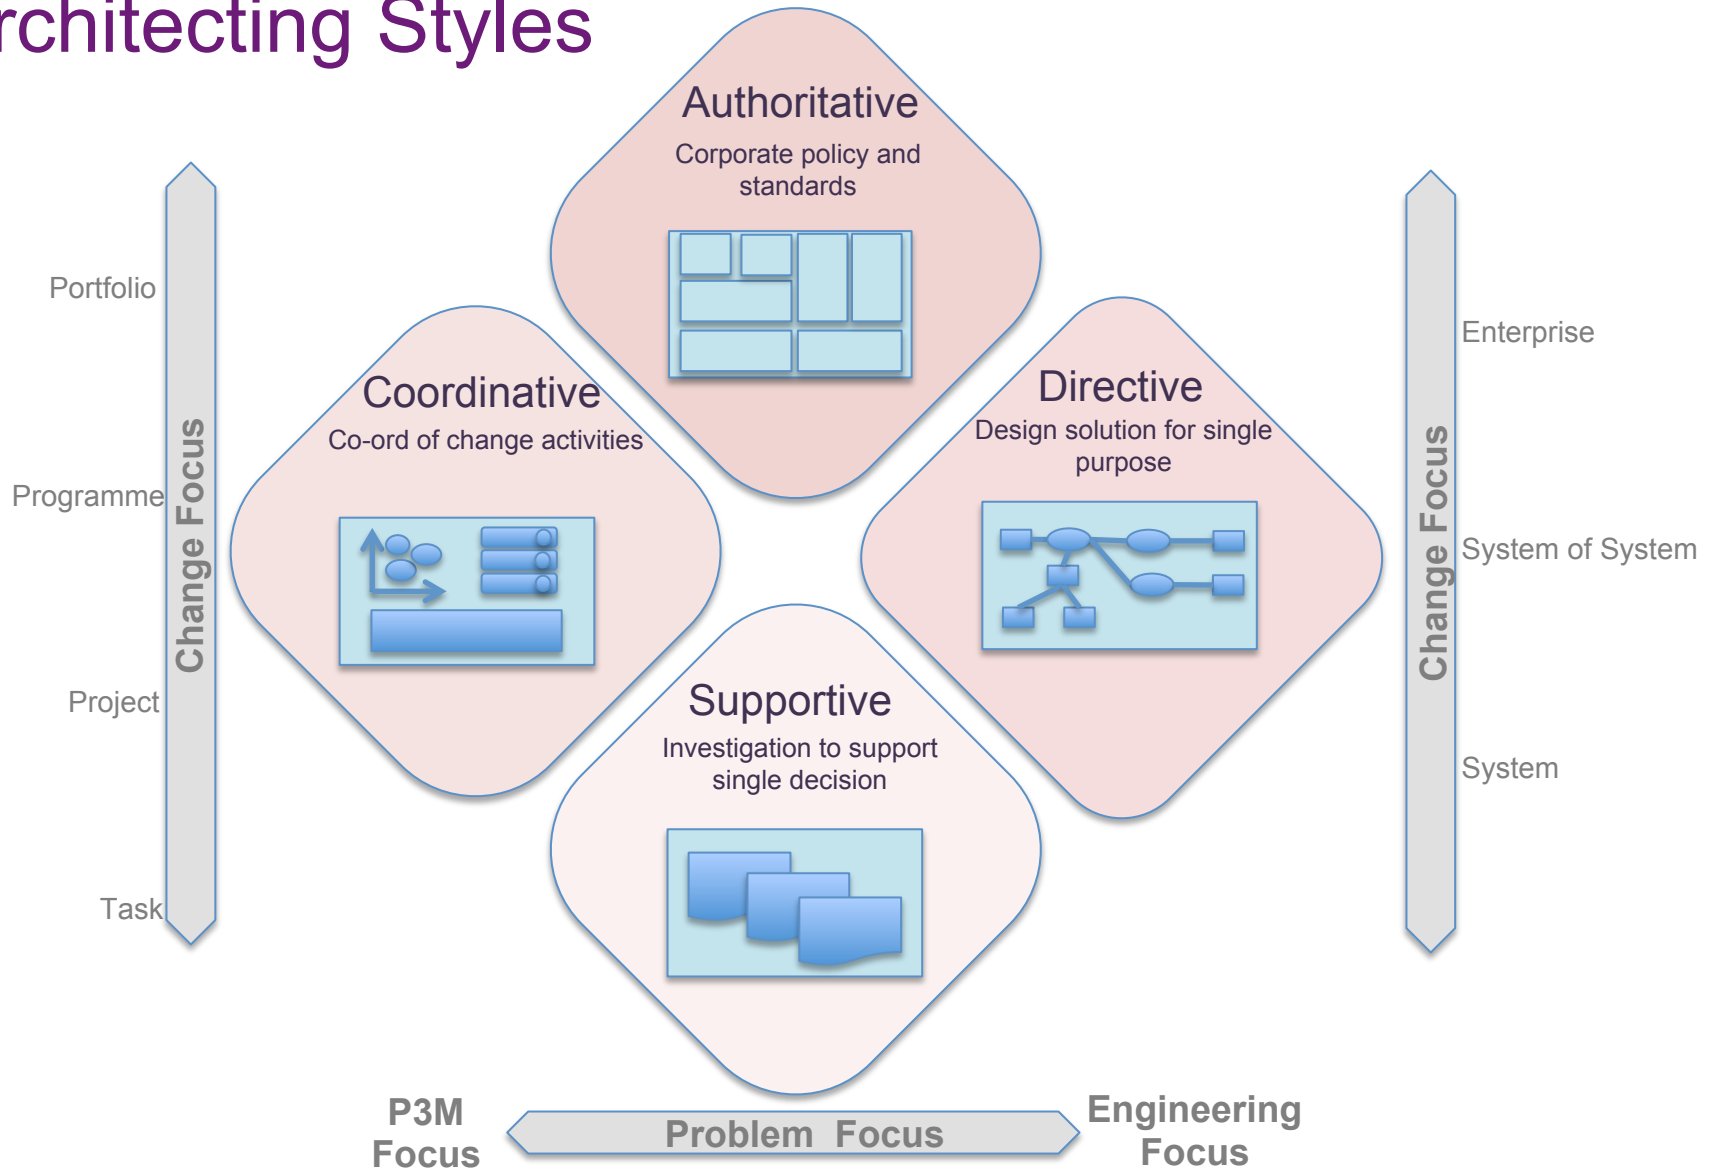 rchitecting Styles
Authoritative
Corporate policy and
standards
Portfolio
Programme
Project
Task
Change Focus
Coordinative
Co-ord of change activities
Directive
Design solution for single
purpose
Supportive
Investigation to support
single decision
Change Focus
Enterprise
System of System
System
P3M
Focus
Problem Focus
Engineering
Focus